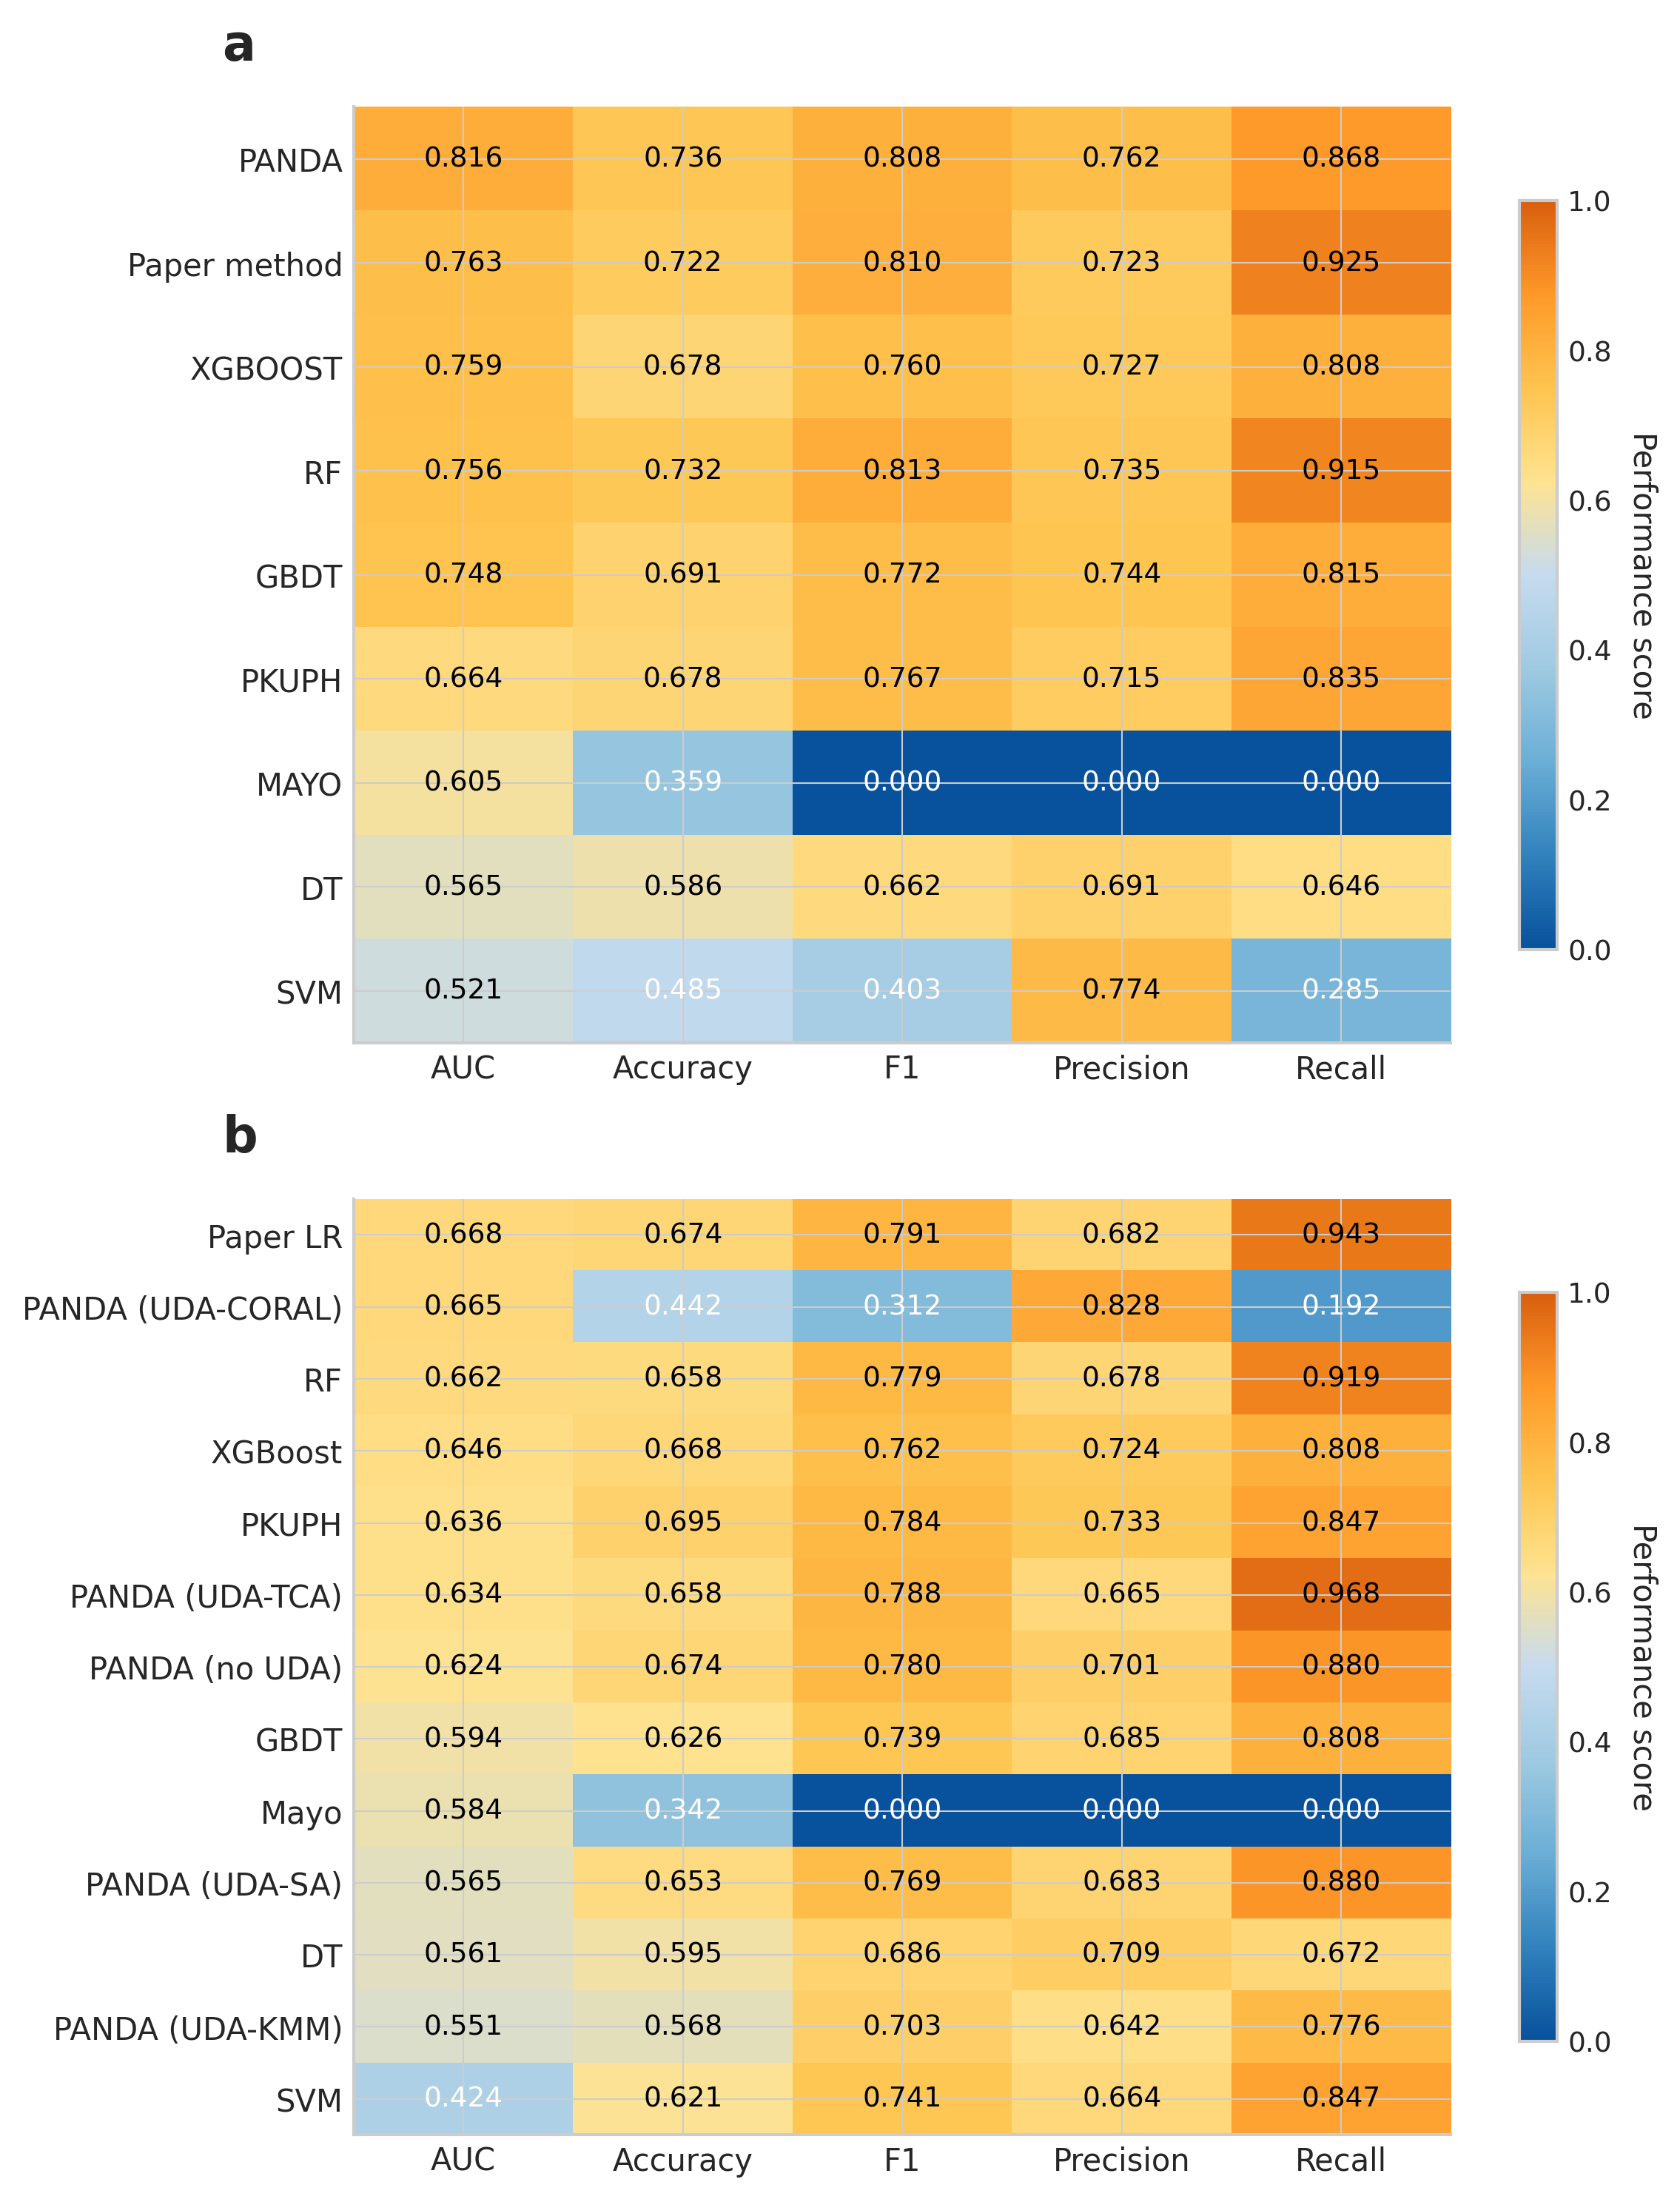 a
PANDA 0.816 0.736 0.808 0.762 0.868
Paper method 0.763 0.722 0.810 0.723 0.925
XGBOOST 0.759 0.678 0.760 0.727 0.808
RF 0.756 0.732 0.813 0.735 0.915
GBDT 0.748 0.691 0.772 0.744 0.815
PKUPH 0.664 0.678 0.767 0.715 0.835
MAYO 0.605 0.359 0.000 0.000 0.000
DT 0.565 0.586 0.662 0.691 0.646
SVM 0.521 0.485 0.403 0.774 0.285
AUC Accuracy F1 Precision Recall
1.0
0.8
0.6
0.4
0.2
0.0
Performance score
b
Paper LR 0.668 0.674 0.791 0.682 0.943
PANDA (UDA-CORAL) 0.665 0.442 0.312 0.828 0.192
RF 0.662 0.658 0.779 0.678 0.919
XGBoost 0.646 0.668 0.762 0.724 0.808
PKUPH 0.636 0.695 0.784 0.733 0.847
PANDA (UDA-TCA) 0.634 0.658 0.788 0.665 0.968
PANDA (no UDA) 0.624 0.674 0.780 0.701 0.880
GBDT 0.594 0.626 0.739 0.685 0.808
Mayo 0.584 0.342 0.000 0.000 0.000
PANDA (UDA-SA) 0.565 0.653 0.769 0.683 0.880
DT 0.561 0.595 0.686 0.709 0.672
PANDA (UDA-KMM) 0.551 0.568 0.703 0.642 0.776
SVM 0.424 0.621 0.741 0.664 0.847
AUC Accuracy F1 Precision Recall
1.0
0.8
0.6
0.4
0.2
0.0
Performance score